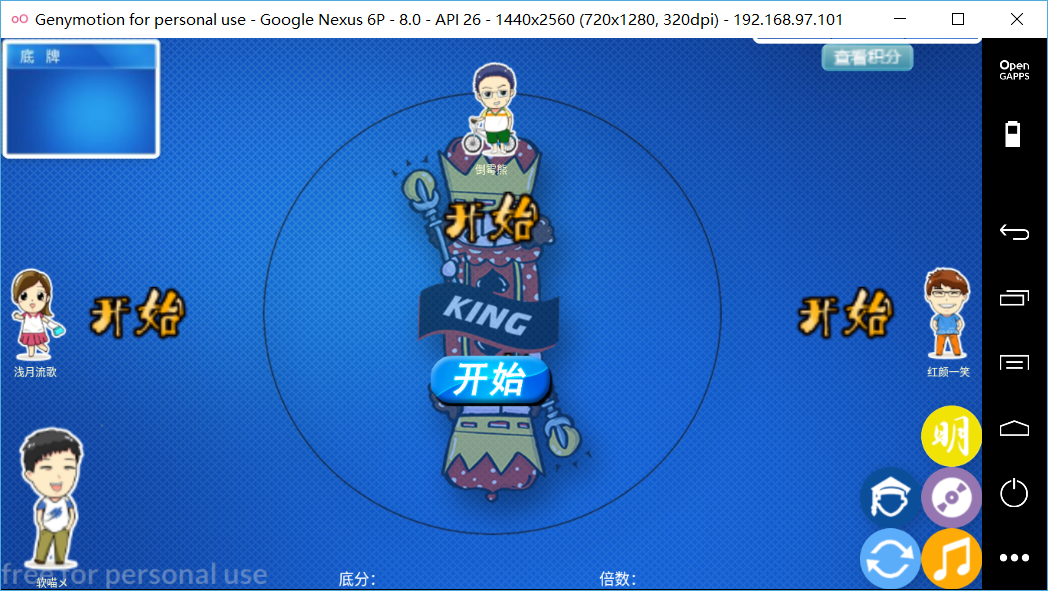 Genymotion for personal use - Google Nexus 6P - 8.0 - API 26 - 1440x2560 (720x1280, 320dpi) - 192.168.97.101
底 牌
查看积分
Open
GAPPS
倒霉熊
开始
KING
开始
开始
开始
浅月流歌
红颜一笑
明
free for personal use
软喵メ
底分:
倍数: